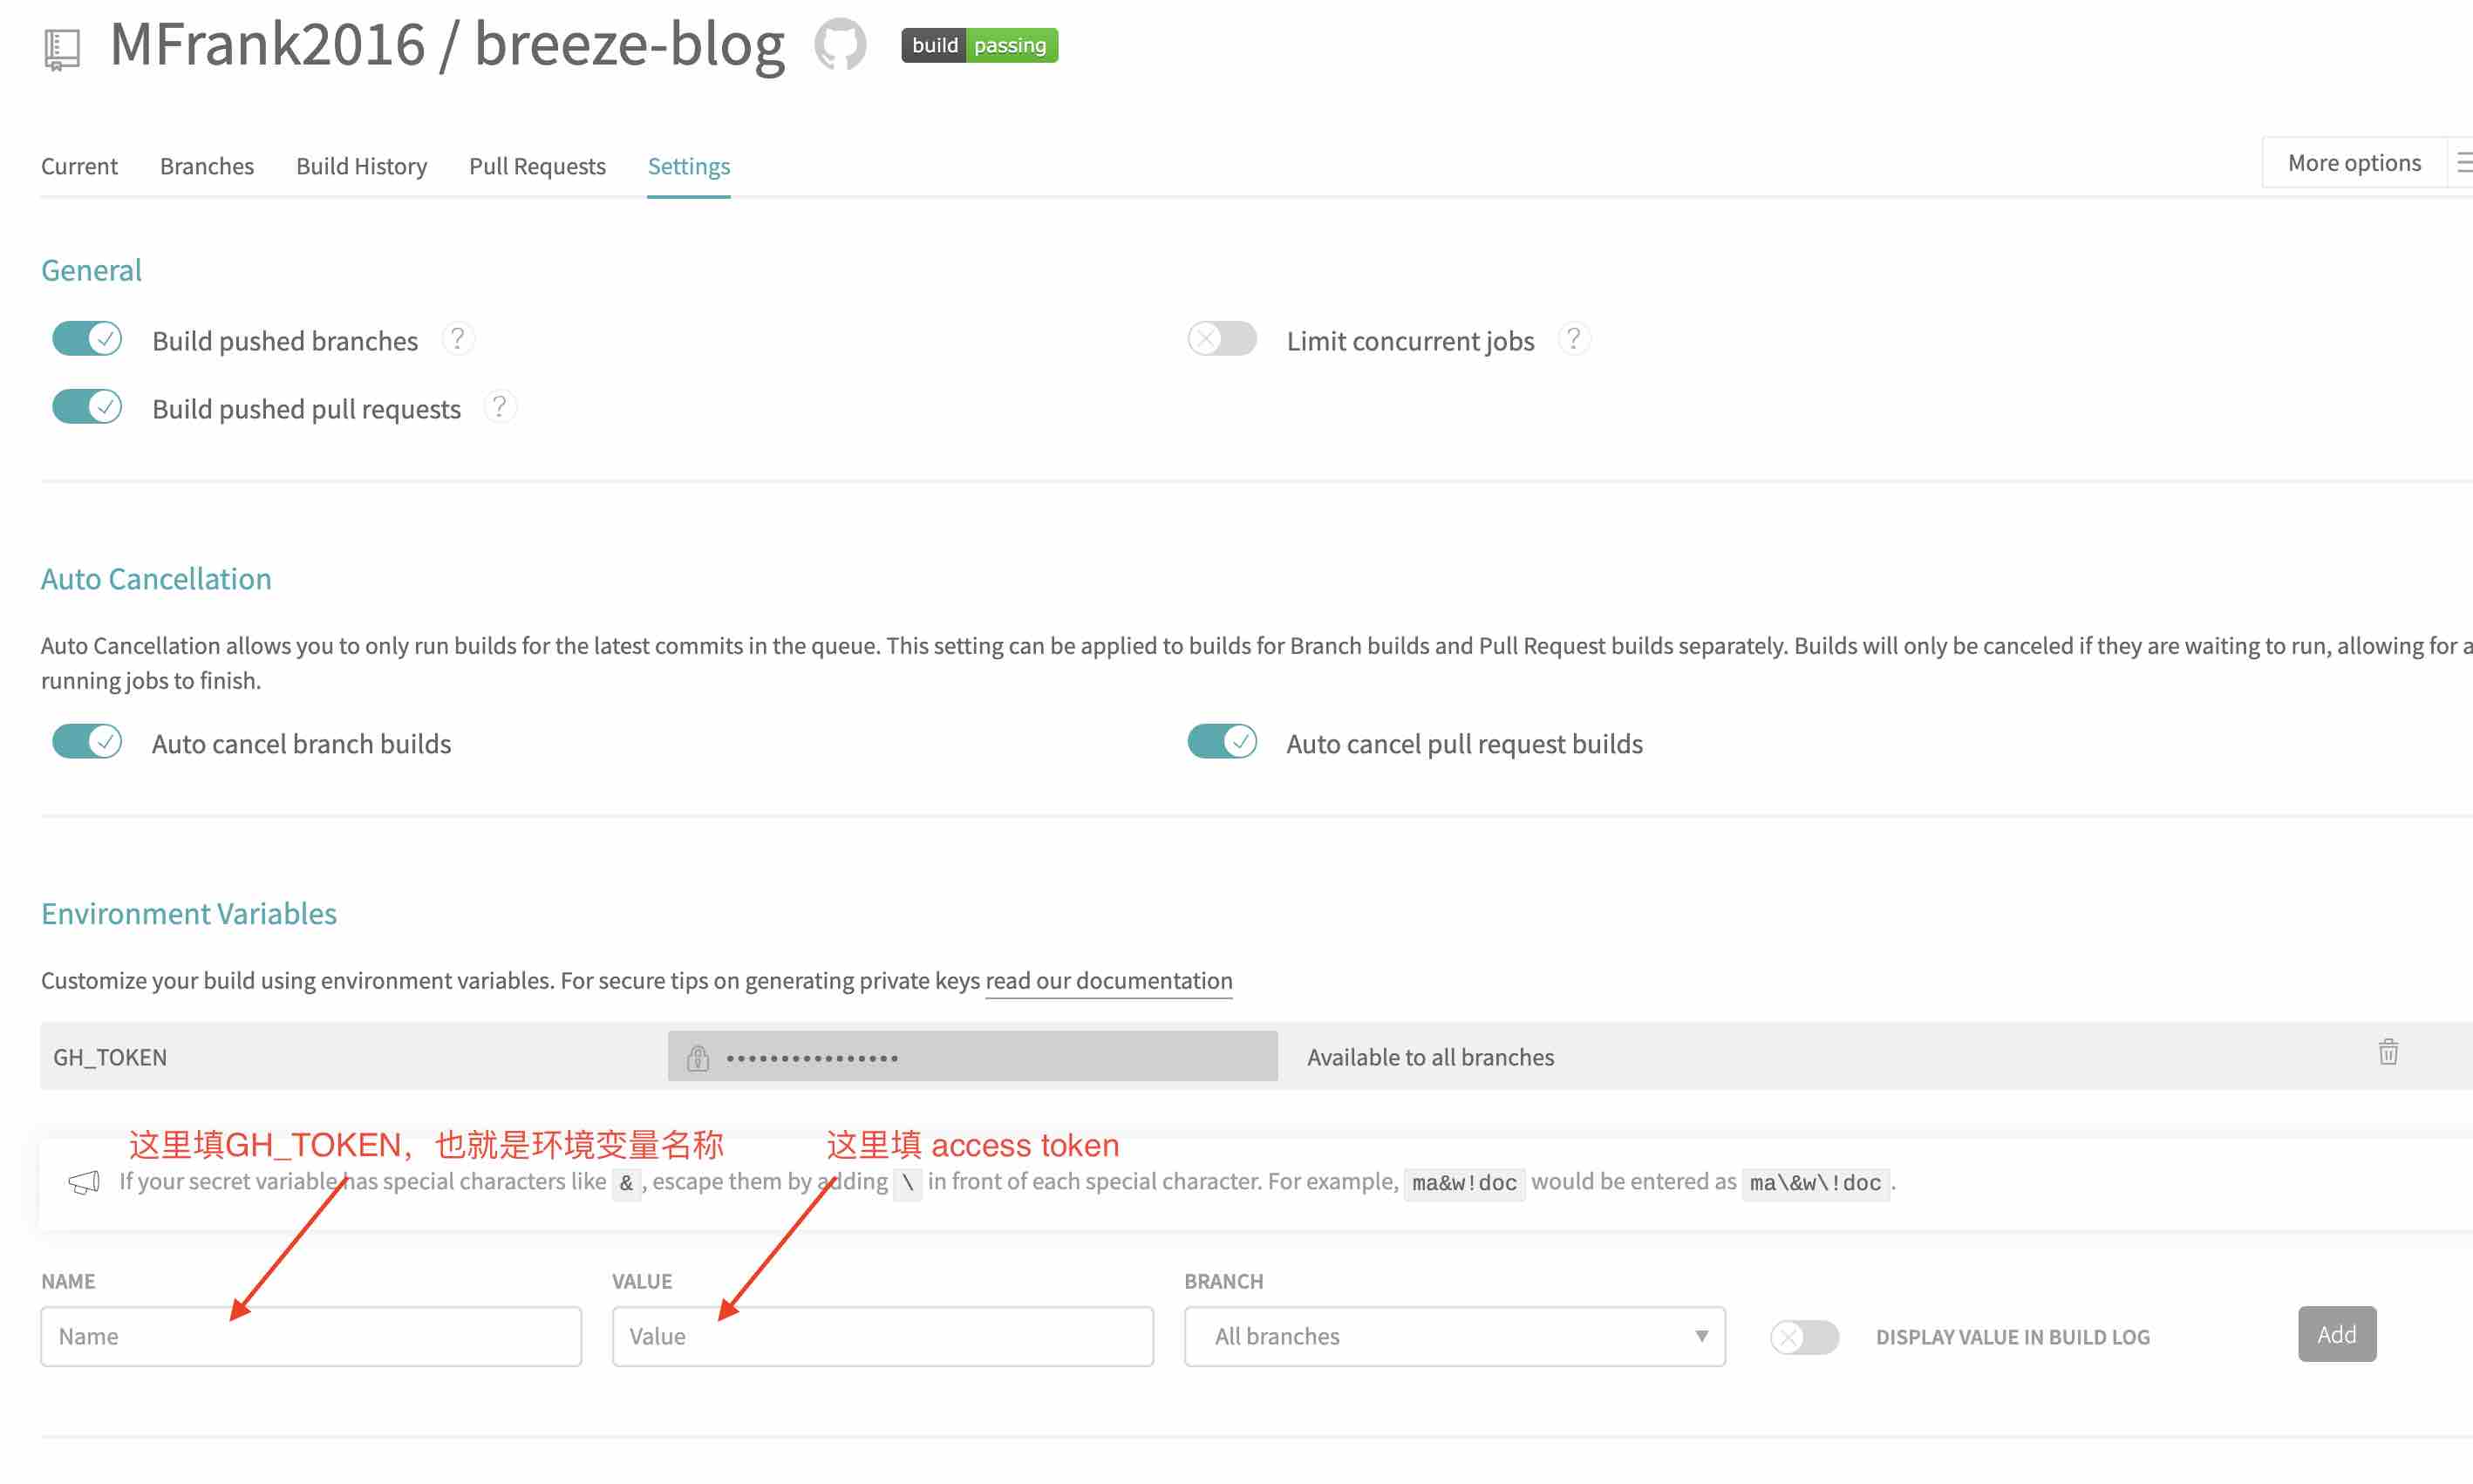 MFrank2016 / breeze-blog build passing
Current Branches Build History Pull Requests Settings More options
General
Build pushed branches ? Limit concurrent jobs ?
Build pushed pull requests ?
Auto Cancellation
Auto Cancellation allows you to only run builds for the latest commits in the queue. This setting can be applied to builds for Branch builds and Pull Request builds separately. Builds will only be canceled if they are waiting to run, allowing for a
running jobs to finish.
Auto cancel branch builds Auto cancel pull request builds
Environment Variables
Customize your build using environment variables. For secure tips on generating private keys read our documentation
GH_TOKEN •••••••••••••••• Available to all branches
这里填GH_TOKEN，也就是环境变量名称 这里填 access token
If your secret variable has special characters like & , escape them by adding \ in front of each special character. For example, ma&w!doc would be entered as ma\&w\!doc .
NAME VALUE BRANCH
Name Value All branches DISPLAY VALUE IN BUILD LOG Add